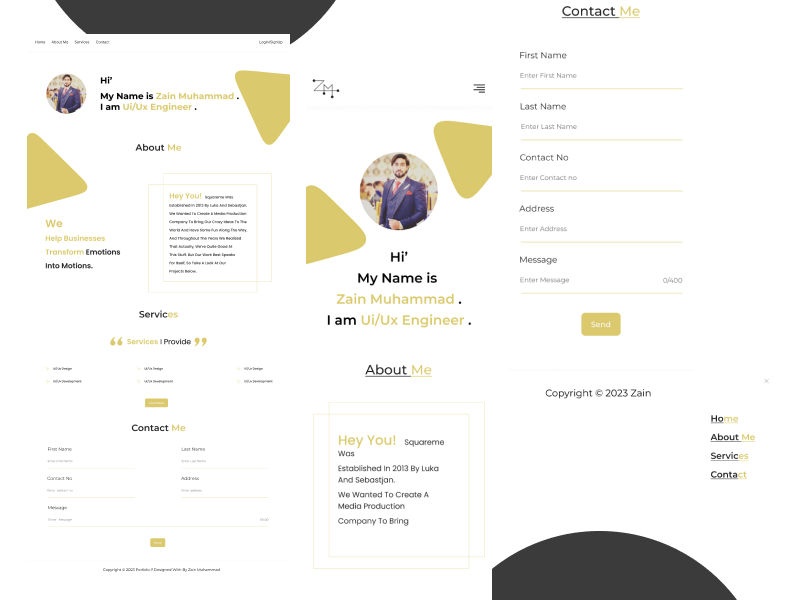 Home About Me Services Contact Login/SignUp
Hi’
My Name is Zain Muhammad .
I am Ui/Ux Engineer .
About Me
We
Help Businesses
Transform Emotions
Into Motions.
Hey You! Squareme Was
Established In 2013 By Luka And Sebastjan.
We Wanted To Create A Media Production
Company To Bring Our Crazy Ideas To The
World And Have Some Fun Along The Way,
And Throughout The Years We Realised
That Actually, We’re Quite Good At
This Stuff. But Our Work Best Speaks
For Itself, So Take A Look At Our
Projects Below.
Services
Services I Provide
Ui/Ux Design Ui/Ux Design Ui/Ux Design
Ui/Ux Development Ui/Ux Development Ui/Ux Development
Contact Me
First Name Last Name
Enter First Name Enter Last Name
Contact No Address
Enter contact no Enter address
Message
Enter Message 0/400
Send
Copyright © 2023 Portfolio // Designed With By Zain Muhammad
ZM
Hi’
My Name is
Zain Muhammad .
I am Ui/Ux Engineer .
About Me
Hey You! Squareme
Was
Established In 2013 By Luka
And Sebastjan.
We Wanted To Create A
Media Production
Company To Bring
Contact Me
First Name
Enter First Name
Last Name
Enter Last Name
Contact No
Enter Contact no
Address
Enter Address
Message
Enter Message 0/400
Send
Copyright © 2023 Zain
Home
About Me
Services
Contact